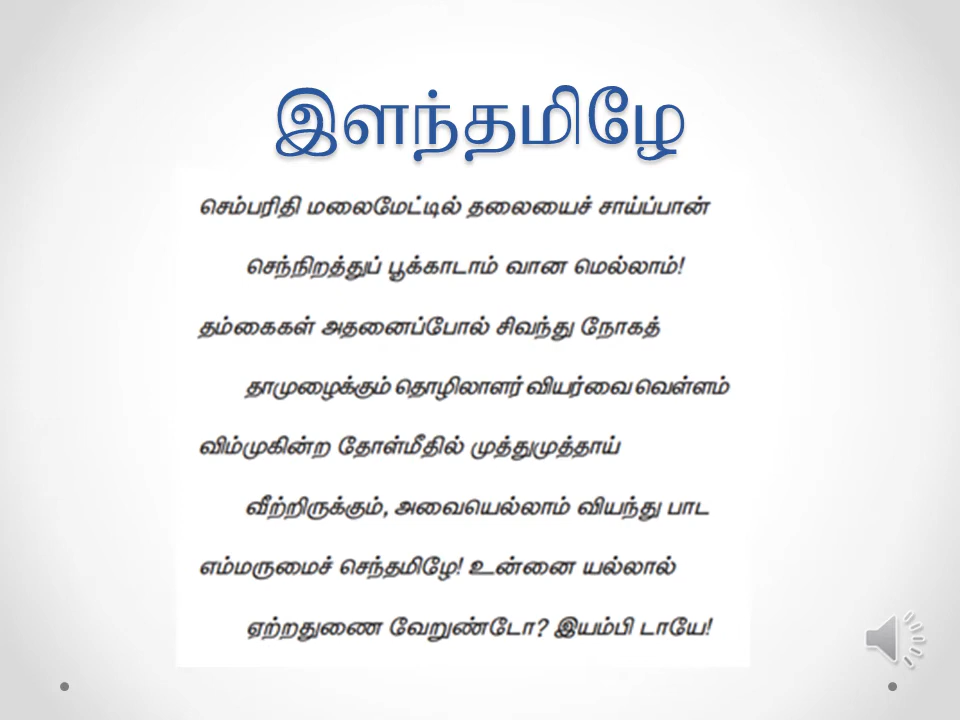 இளந்தமிழே
செம்பரிதி மலைமேட்டில் தலையைச் சாய்ப்பான்
செந்நிறத்துப் பூக்காடாம் வான மெல்லாம்!
தம்கைகள் அதனைப்போல் சிவந்து நோகத்
தாமுழைக்கும் தொழிலாளர் வியர்வை வெள்ளம்
விம்முகின்ற தோள்மீதில் முத்துமுத்தாய்
வீற்றிருக்கும், அவையெல்லாம் வியந்து பாட
எம்மருமைச் செந்தமிழே! உன்னை யல்லால்
ஏற்றதுணை வேறுண்டோ? இயம்பி டாயே!